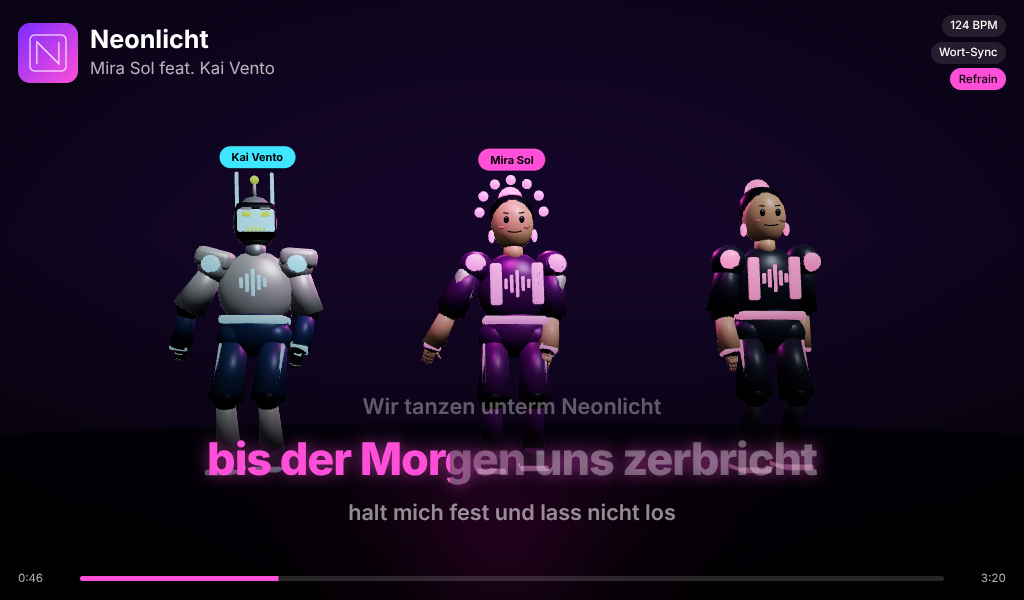 N
Neonlicht
Mira Sol feat. Kai Vento
124 BPM
Wort-Sync
Refrain
Kai Vento
Mira Sol
Wir tanzen unterm Neonlicht
bis der Morgen uns zerbricht
halt mich fest und lass nicht los
0:46
3:20